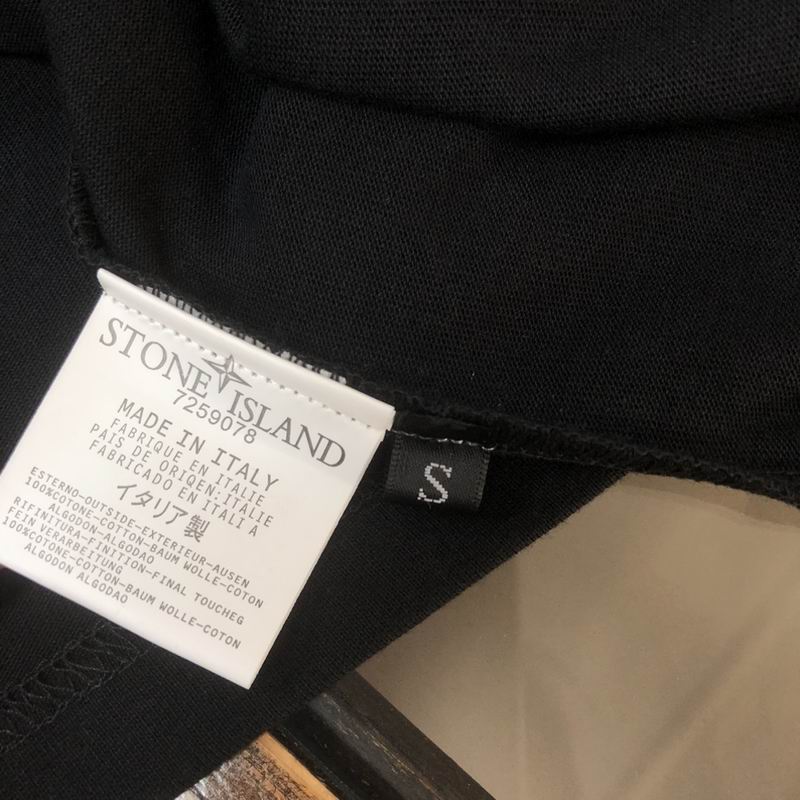 STONE ISLAND
7259078
MADE IN ITALY
FABRIQUE EN ITALIE
PAIS DE ORIQEN:ITALIE
FABRICADO EN ITALI A
イタリア製
ESTERNO-OUTSIDE-EXTERIEUR-AUSEN
100%COTONE-COTTON-BAUM WOLLE-COTON
ALGODON-ALGODAO
RIFIMITURA-FINITION-FINAL TOUCHEG
FEIN VERARBEITUNG
100%COTONE-COTTON-BAUM WOLLE-COTON
ALGODON ALGODAO
S